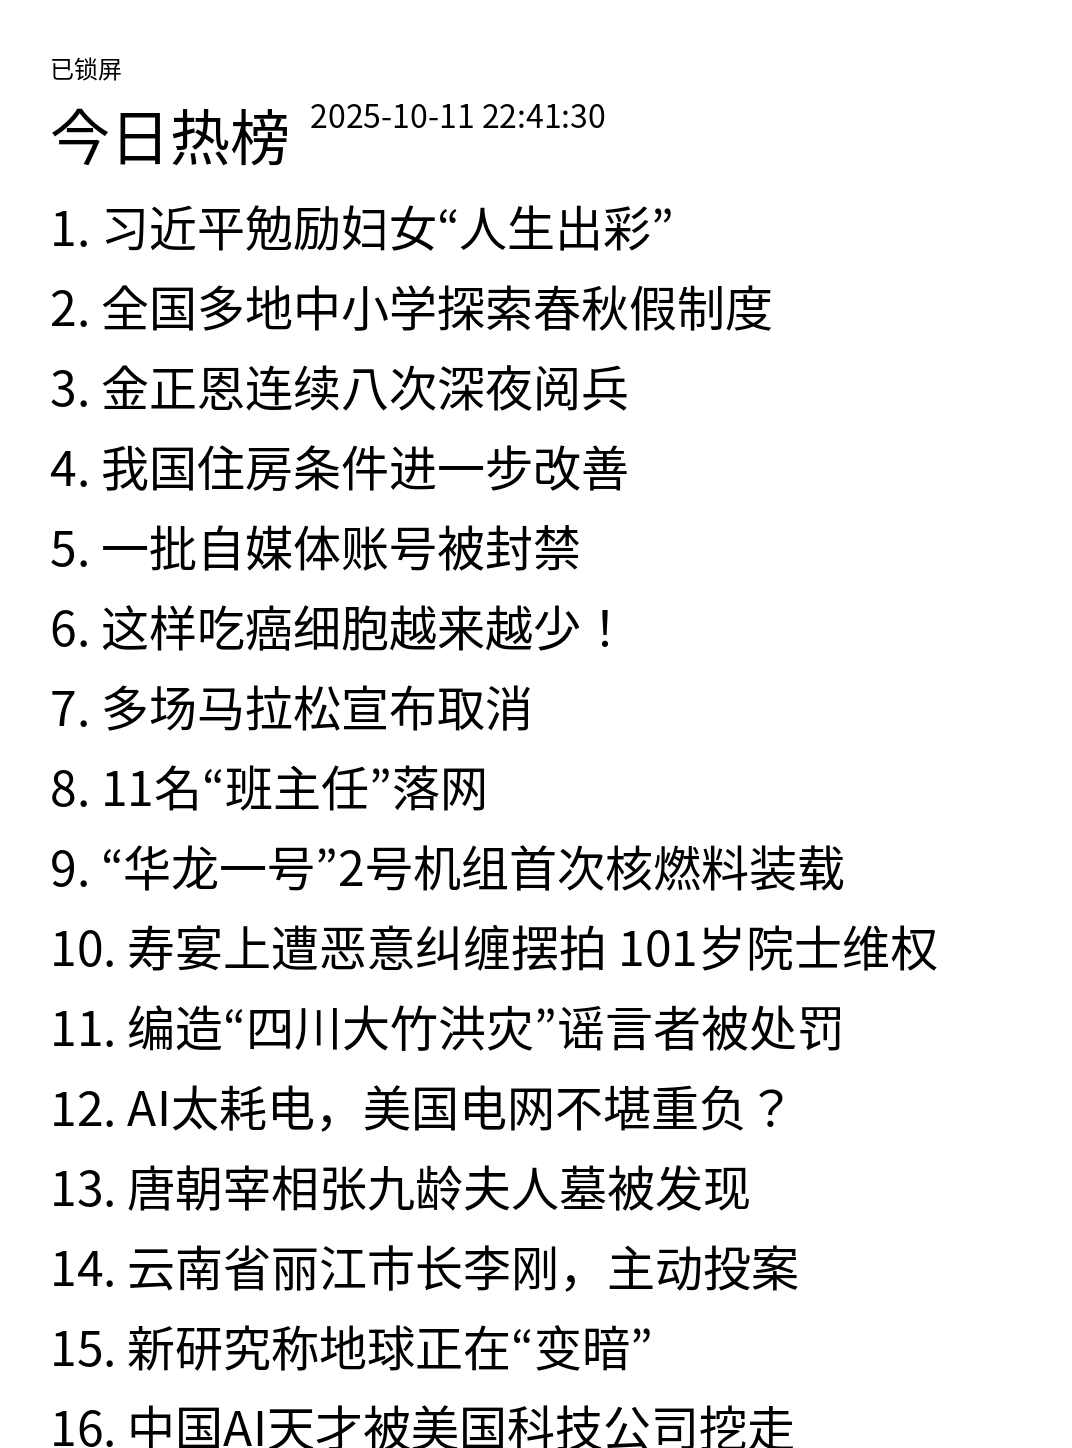 已锁屏
今日热榜 2025-10-11 22:41:30
1. 习近平勉励妇女“人生出彩”
2. 全国多地中小学探索春秋假制度
3. 金正恩连续八次深夜阅兵
4. 我国住房条件进一步改善
5. 一批自媒体账号被封禁
6. 这样吃癌细胞越来越少！
7. 多场马拉松宣布取消
8. 11名“班主任”落网
9. “华龙一号”2号机组首次核燃料装载
10. 寿宴上遭恶意纠缠摆拍 101岁院士维权
11. 编造“四川大竹洪灾”谣言者被处罚
12. AI太耗电，美国电网不堪重负？
13. 唐朝宰相张九龄夫人墓被发现
14. 云南省丽江市长李刚，主动投案
15. 新研究称地球正在“变暗”
16. 中国AI天才被美国科技公司挖走